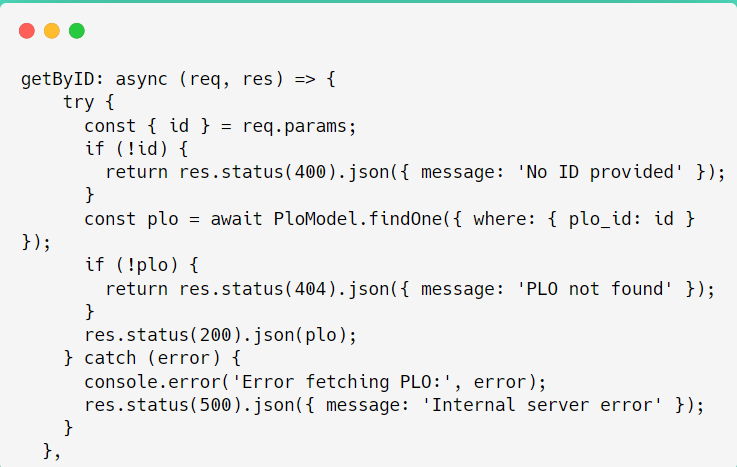 getByID: async (req, res) => {
    try {
      const { id } = req.params;
      if (!id) {
        return res.status(400).json({ message: 'No ID provided' });
      }
      const plo = await PloModel.findOne({ where: { plo_id: id }
});
      if (!plo) {
        return res.status(404).json({ message: 'PLO not found' });
      }
      res.status(200).json(plo);
    } catch (error) {
      console.error('Error fetching PLO:', error);
      res.status(500).json({ message: 'Internal server error' });
    }
  },